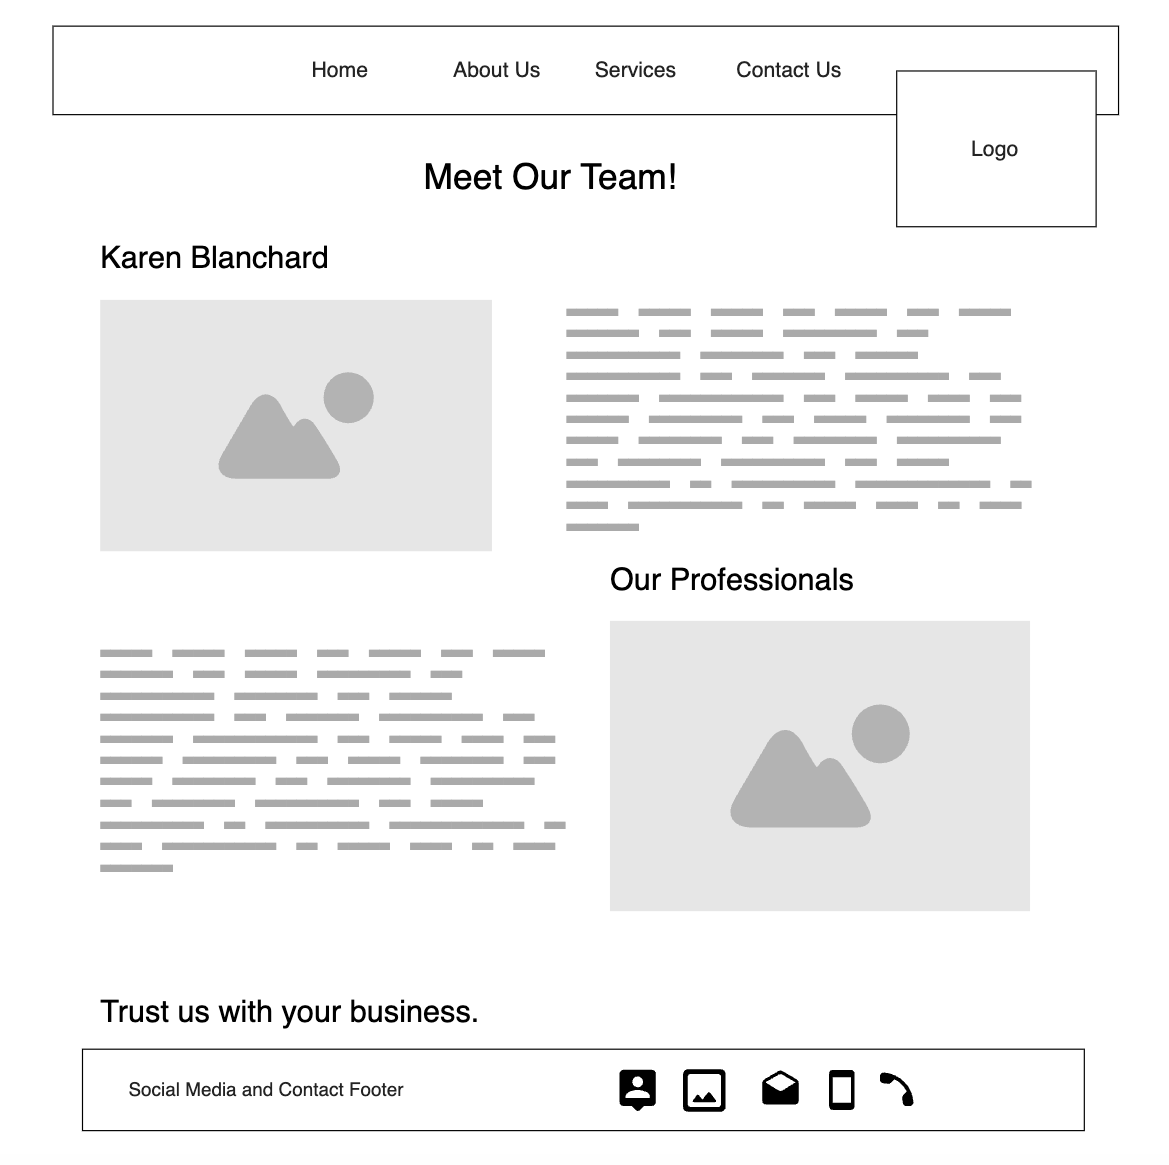 Home About Us Services Contact Us
Logo
Meet Our Team!
Karen Blanchard
Our Professionals
Trust us with your business.
Social Media and Contact Footer